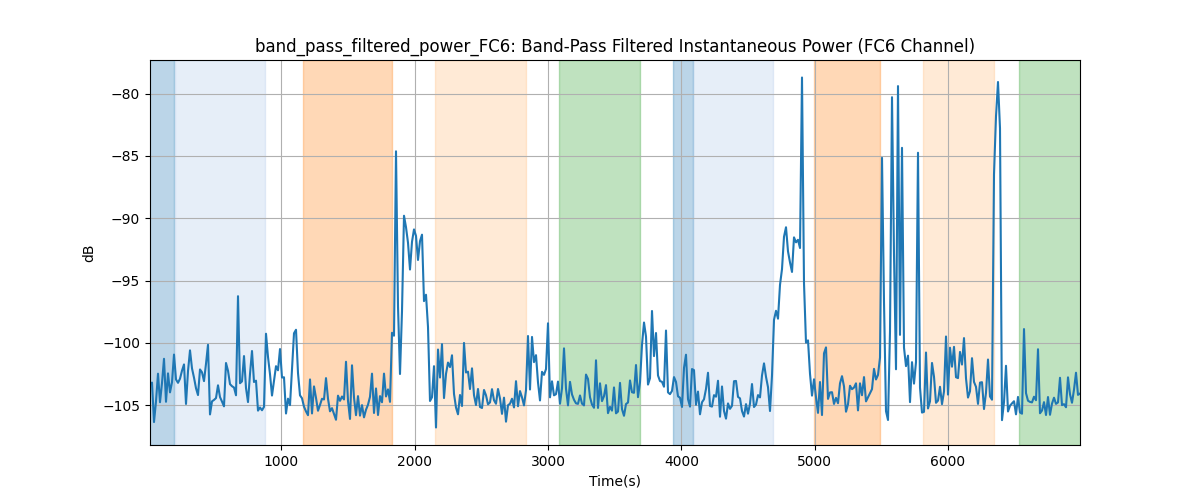 band_pass_filtered_power_FC6: Band-Pass Filtered Instantaneous Power (FC6 Channel)
−80
−85
−90
−95
−100
−105
dB
1000 2000 3000 4000 5000 6000
Time(s)